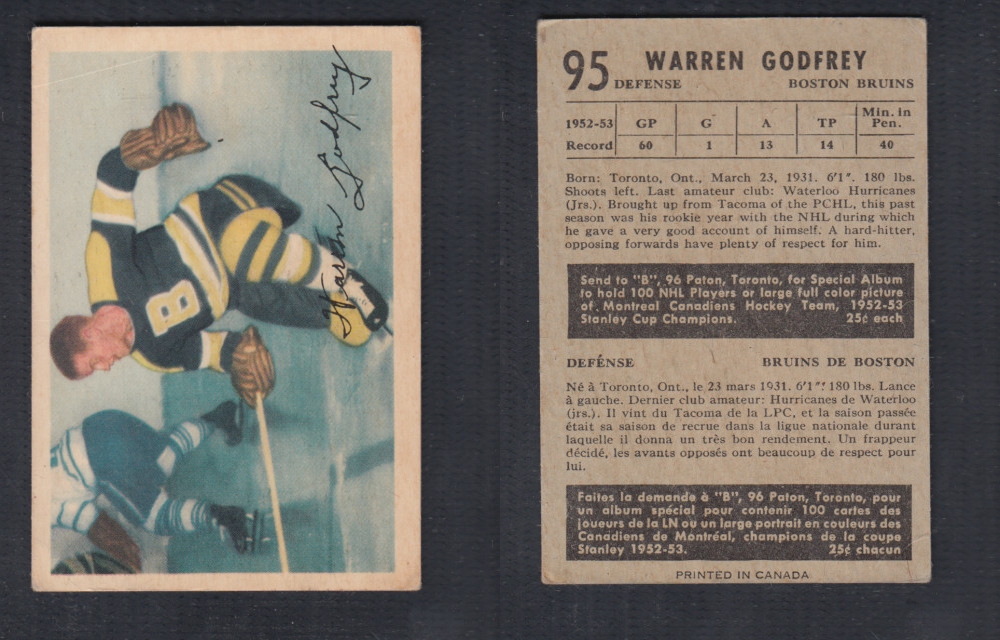 Warren Godfrey
B
95 WARREN GODFREY
DEFENSE BOSTON BRUINS
1952-53 GP G A TP Min. in Pen.
Record 60 1 13 14 40
Born: Toronto, Ont., March 23, 1931. 6'1". 180 lbs.
Shoots left. Last amateur club: Waterloo Hurricanes
(Jrs.). Brought up from Tacoma of the PCHL, this past
season was his rookie year with the NHL during which
he gave a very good account of himself. A hard-hitter,
opposing forwards have plenty of respect for him.
Send to "B", 96 Paton, Toronto, for Special Album
to hold 100 NHL Players or large full color picture
of Montreal Canadiens Hockey Team, 1952-53
Stanley Cup Champions. 25¢ each
DEFÉNSE BRUINS DE BOSTON
Né à Toronto, Ont., le 23 mars 1931. 6'1". 180 lbs. Lance
à gauche. Dernier club amateur: Hurricanes de Waterloo
(jrs.). Il vint du Tacoma de la LPC, et la saison passée
était sa saison de recrue dans la ligue nationale durant
laquelle il donna un très bon rendement. Un frappeur
décidé, les avants opposés ont beaucoup de respect pour
lui.
Faites la demande à "B", 96 Paton, Toronto, pour
un album spécial pour contenir 100 cartes des
joueurs de la LN ou un large portrait en couleurs des
Canadiens de Montréal, champions de la coupe
Stanley 1952-53. 25¢ chacun
PRINTED IN CANADA